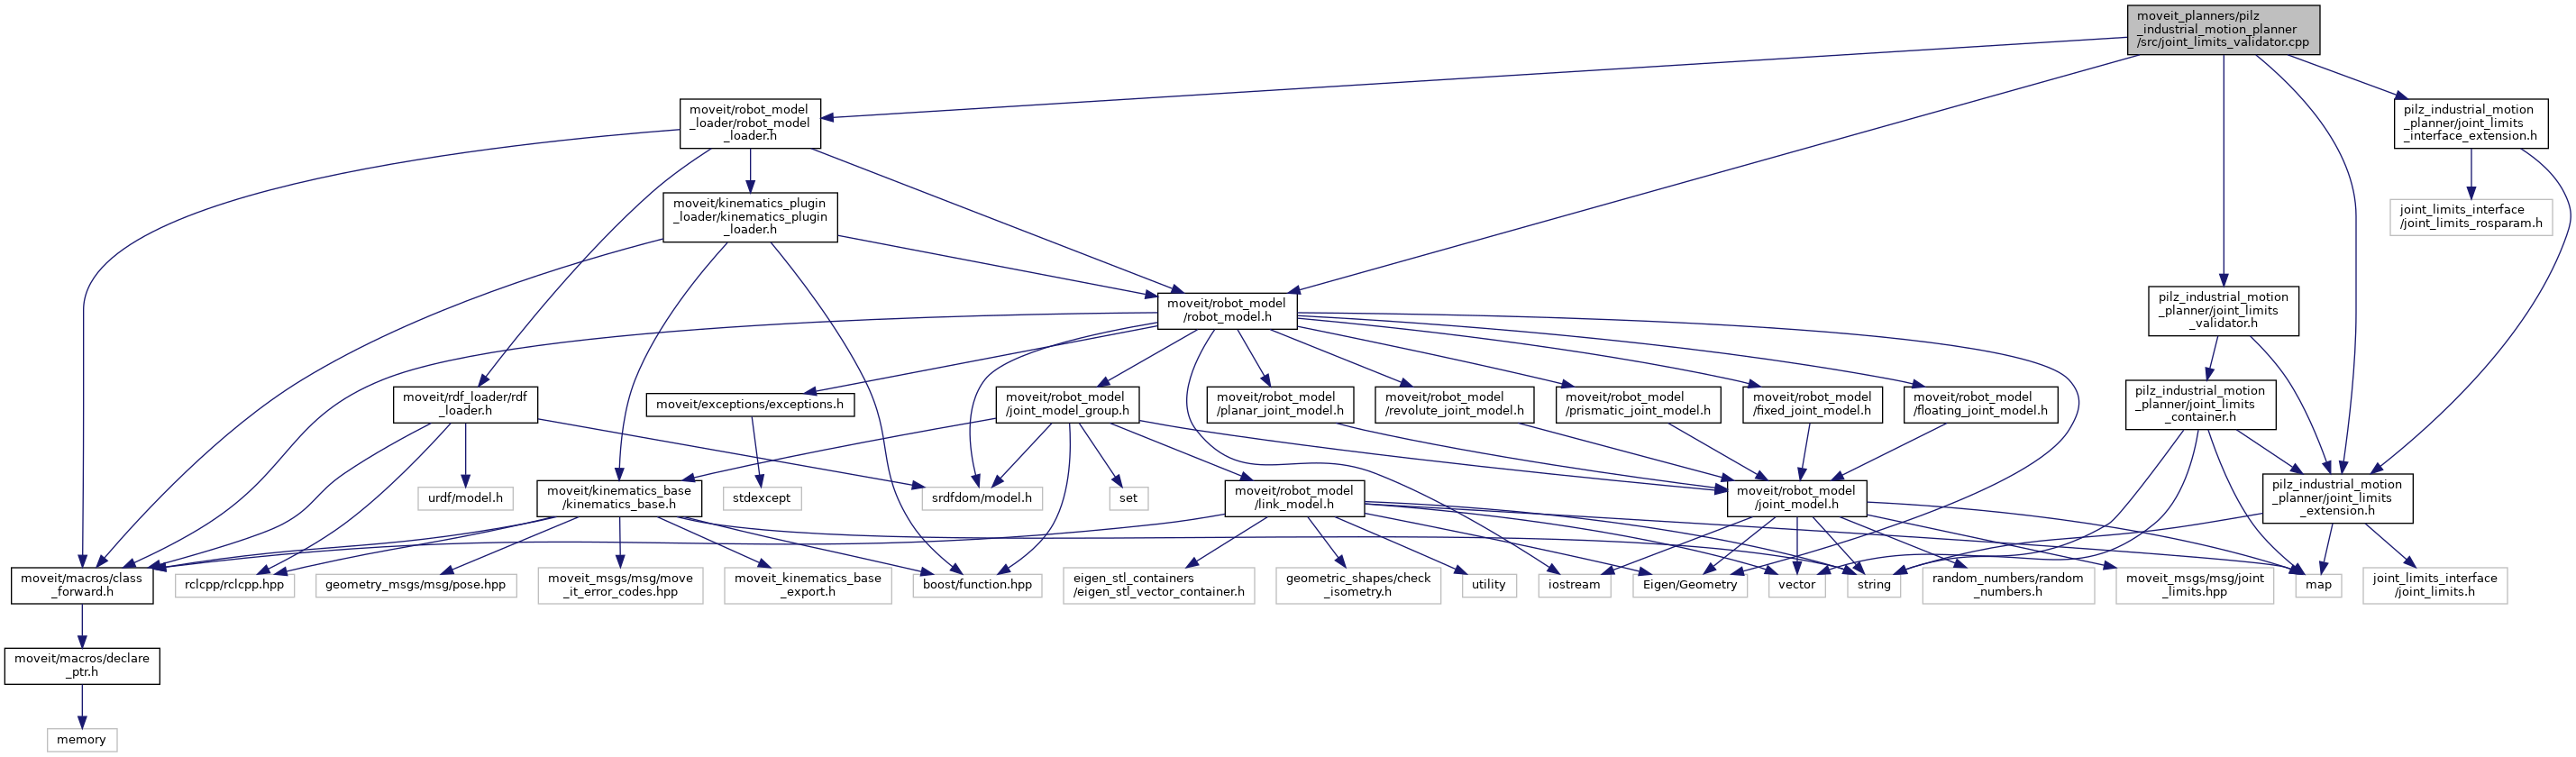 moveit_planners/pilz
_industrial_motion_planner
/src/joint_limits_validator.cpp
moveit/robot_model
_loader/robot_model
_loader.h
pilz_industrial_motion
_planner/joint_limits
_interface_extension.h
moveit/kinematics_plugin
_loader/kinematics_plugin
_loader.h
joint_limits_interface
/joint_limits_rosparam.h
moveit/robot_model
/robot_model.h
pilz_industrial_motion
_planner/joint_limits
_validator.h
moveit/rdf_loader/rdf
_loader.h
moveit/exceptions/exceptions.h
moveit/robot_model
/joint_model_group.h
moveit/robot_model
/planar_joint_model.h
moveit/robot_model
/revolute_joint_model.h
moveit/robot_model
/prismatic_joint_model.h
moveit/robot_model
/fixed_joint_model.h
moveit/robot_model
/floating_joint_model.h
pilz_industrial_motion
_planner/joint_limits
_container.h
urdf/model.h
moveit/kinematics_base
/kinematics_base.h
stdexcept
srdfdom/model.h
set
moveit/robot_model
/link_model.h
moveit/robot_model
/joint_model.h
pilz_industrial_motion
_planner/joint_limits
_extension.h
moveit/macros/class
_forward.h
rclcpp/rclcpp.hpp
geometry_msgs/msg/pose.hpp
moveit_msgs/msg/move
_it_error_codes.hpp
moveit_kinematics_base
_export.h
boost/function.hpp
eigen_stl_containers
/eigen_stl_vector_container.h
geometric_shapes/check
_isometry.h
utility
iostream
Eigen/Geometry
vector
string
random_numbers/random
_numbers.h
moveit_msgs/msg/joint
_limits.hpp
map
joint_limits_interface
/joint_limits.h
moveit/macros/declare
_ptr.h
memory